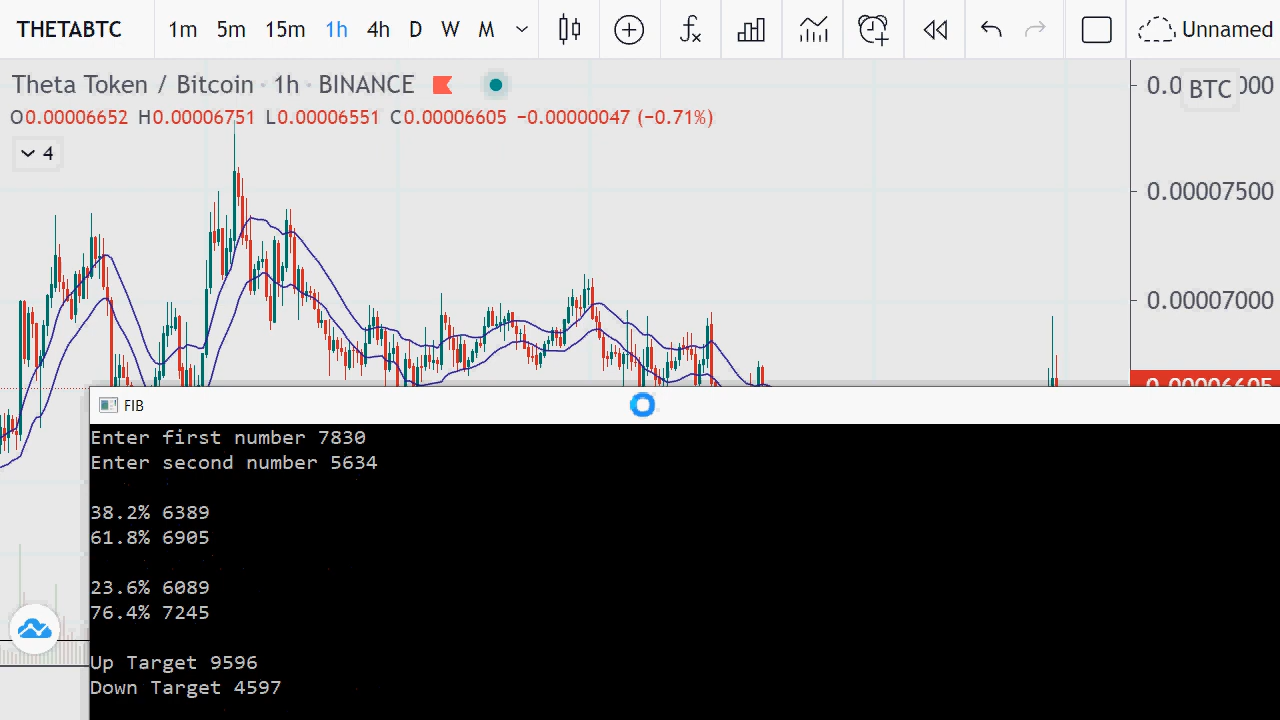 THETABTC 1m 5m 15m 1h 4h D W M fx Unnamed
Theta Token / Bitcoin · 1h · BINANCE
O0.00006652 H0.00006751 L0.00006551 C0.00006605 −0.00000047 (−0.71%)
4
BTC
0.00007500
0.00007000
0.00006605
FIB
Enter first number 7830
Enter second number 5634
38.2% 6389
61.8% 6905
23.6% 6089
76.4% 7245
Up Target 9596
Down Target 4597